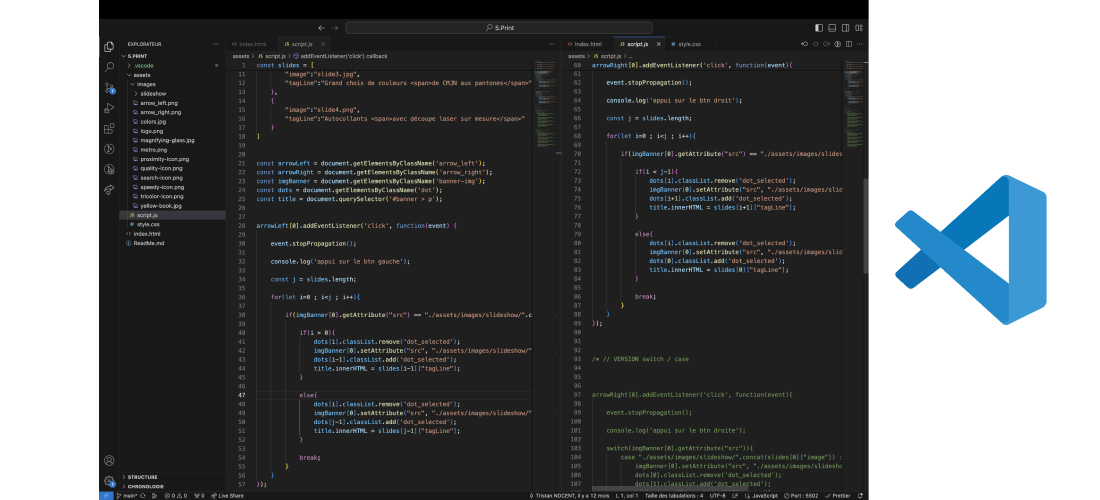 5.Print
EXPLORATEUR
5.PRINT
.vscode
assets
images
slideshow
arrow_left.png
arrow_right.png
colors.jpg
logo.png
magnifying-glass.jpg
metro.png
proximity-icon.png
quality-icon.png
search-icon.png
speedy-icon.png
tricolor-icon.png
yellow-book.jpg
JS script.js
# style.css
<> index.html
ReadMe.md
STRUCTURE
CHRONOLOGIE
<> index.html JS script.js ×
assets > JS script.js > addEventListener('click') callback
1 const slides = [
11 "image":"slide3.jpg",
12 "tagLine":"Grand choix de couleurs <span>de CMJN aux pantones</span>"
13 },
14 {
15 "image":"slide4.png",
16 "tagLine":"Autocollants <span>avec découpe laser sur mesure</span>"
17 }
18 ]
19
20
21 const arrowLeft = document.getElementsByClassName('arrow_left');
22 const arrowRight = document.getElementsByClassName('arrow_right');
23 const imgBanner = document.getElementsByClassName('banner-img');
24 const dots = document.getElementsByClassName('dot');
25 const title = document.querySelector('#banner > p');
26
27
28 arrowLeft[0].addEventListener('click', function(event) {
29
30 event.stopPropagation();
31
32 console.log('appui sur le btn gauche');
33
34 const j = slides.length;
35
36 for(let i=0 ; i<j ; i++){
37
38 if(imgBanner[0].getAttribute("src") == "./assets/images/slideshow/".c
39
40 if(i > 0){
41 dots[i].classList.remove('dot_selected');
42 imgBanner[0].setAttribute("src", "./assets/images/slideshow/"
43 dots[i-1].classList.add('dot_selected');
44 title.innerHTML = slides[i-1]["tagLine"];
45 }
46
47 else{
48 dots[i].classList.remove('dot_selected');
49 imgBanner[0].setAttribute("src", "./assets/images/slideshow/"
50 dots[j-1].classList.add('dot_selected');
51 title.innerHTML = slides[j-1]["tagLine"];
52 }
53
54 break;
55 }
56 }
57 });
<> index.html JS script.js × # style.css
assets > JS script.js > ...
60 arrowRight[0].addEventListener('click', function(event){
61
62 event.stopPropagation();
63
64 console.log('appui sur le btn droit');
65
66 const j = slides.length;
67
68 for(let i=0 ; i<j ; i++){
69
70 if(imgBanner[0].getAttribute("src") == "./assets/images/slides
71
72 if(i < j-1){
73 dots[i].classList.remove('dot_selected');
74 imgBanner[0].setAttribute("src", "./assets/images/slid
75 dots[i+1].classList.add('dot_selected');
76 title.innerHTML = slides[i+1]["tagLine"];
77 }
78
79 else{
80 dots[i].classList.remove('dot_selected');
81 imgBanner[0].setAttribute("src", "./assets/images/slid
82 dots[0].classList.add('dot_selected');
83 title.innerHTML = slides[0]["tagLine"];
84 }
85
86 break;
87 }
88 }
89 });
90
91
92
93 /* // VERSION switch / case
94
95
96
97 arrowRight[0].addEventListener('click', function(event){
98
99 event.stopPropagation();
100
101 console.log('appui sur le btn droite');
102
103 switch(imgBanner[0].getAttribute("src")){
104 case "./assets/images/slideshow/".concat(slides[0]["image"]) :
105 imgBanner[0].setAttribute("src", "./assets/images/slidesho
106 dots[0].classList.remove('dot_selected');
107 dots[1].classList.add('dot_selected');
main* 0 0 0 Live Share
Tristan NOCENT, il y a 12 mois L 1, col 1 Taille des tabulations : 4 UTF-8 LF JavaScript Port : 5502 Prettier